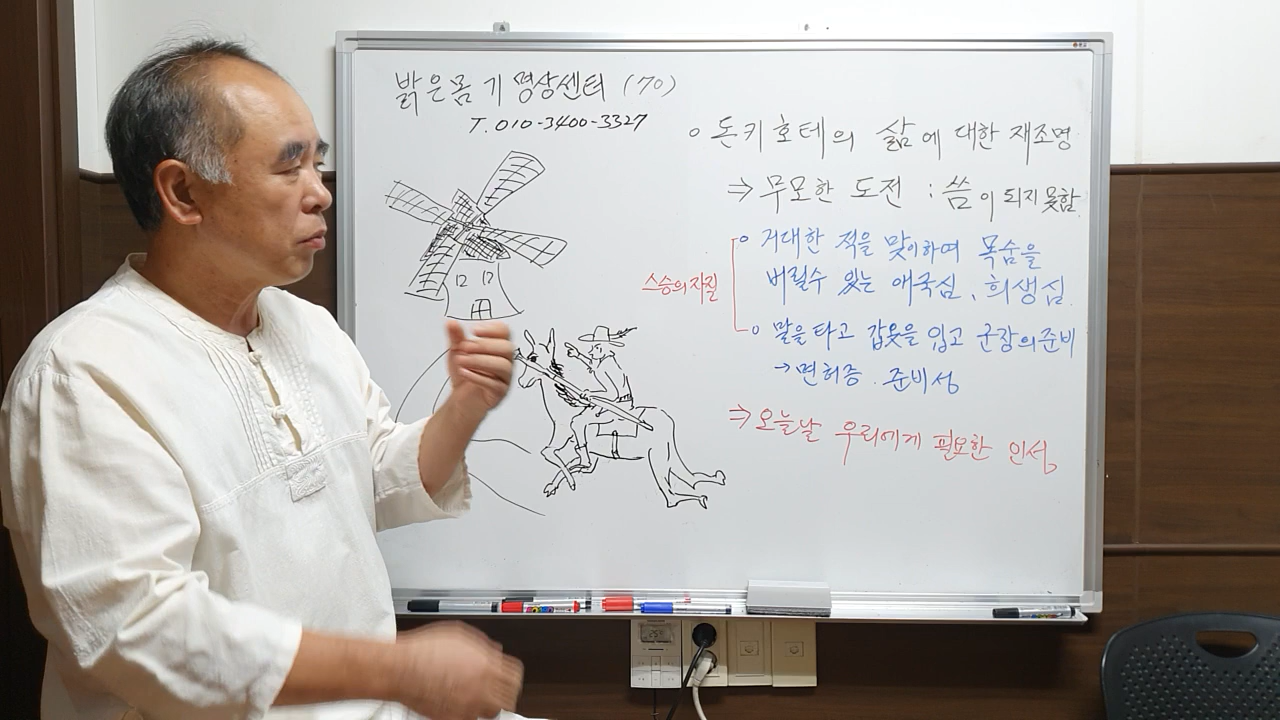 밝은몸 기 명상센터 (70)
T. 010-3400-3327
○ 돈키호테의 삶에 대한 재조명
⇒ 무모한 도전 : 씀이 되지 못함
스승의 자질
○ 거대한 적을 맞이하여 목숨을
버릴수 있는 애국심, 희생심.
○ 말을 타고 갑옷을 입고 군장의 준비
→ 면허증. 준비성
⇒ 오늘날 우리에게 필요한 인성